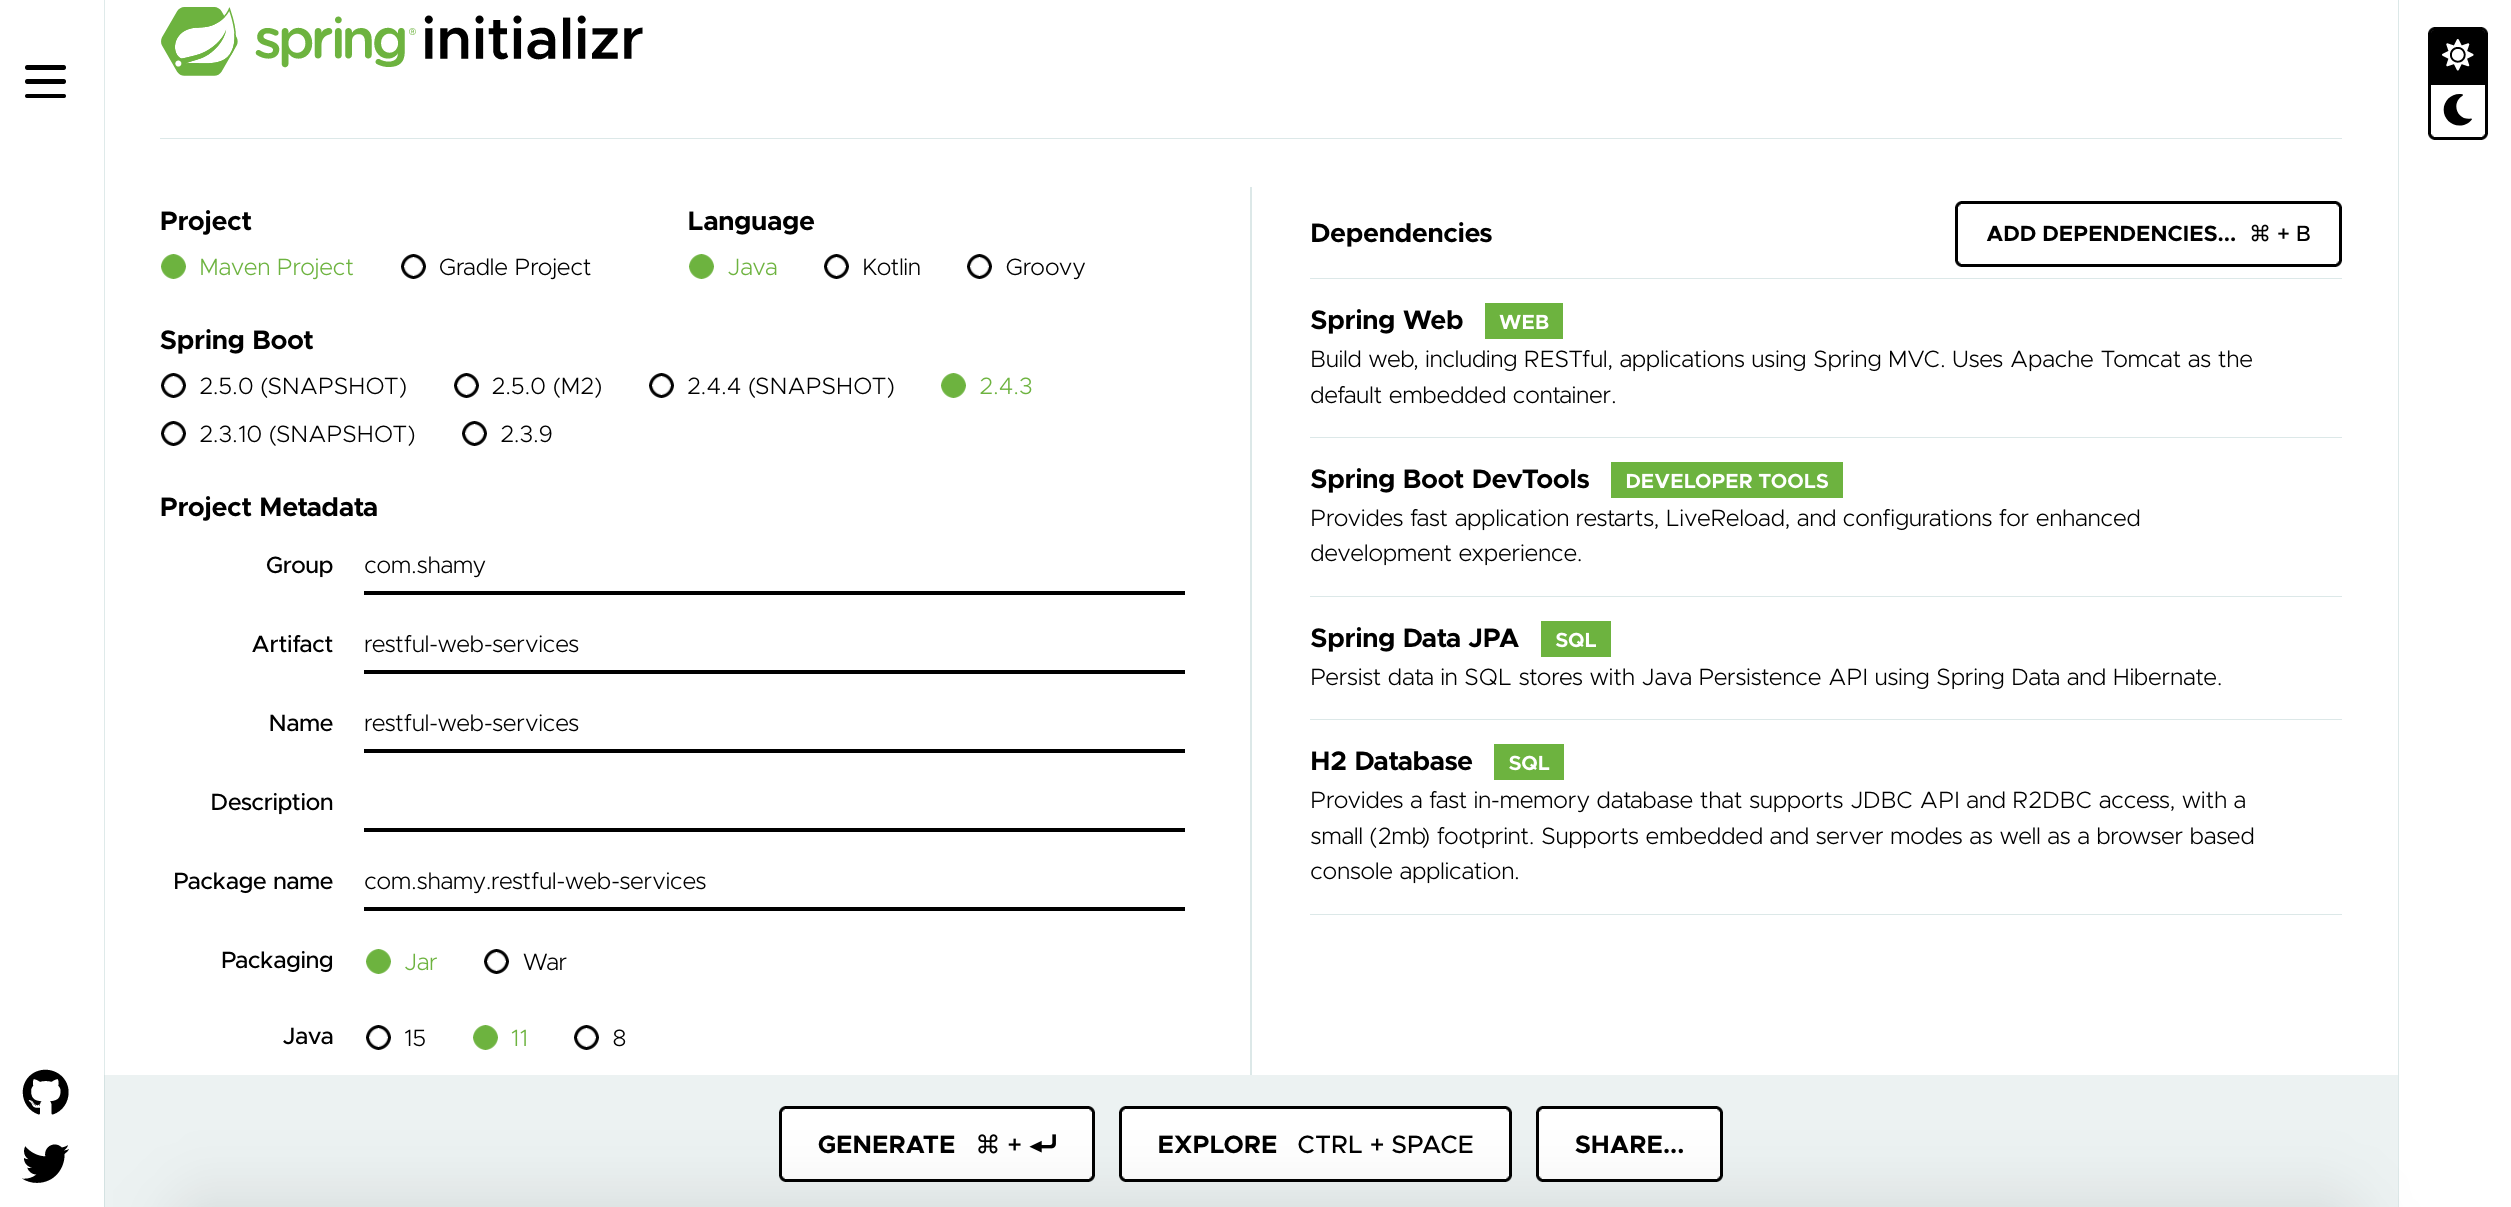 spring® initializr
Project
Maven Project Gradle Project
Language
Java Kotlin Groovy
Spring Boot
2.5.0 (SNAPSHOT) 2.5.0 (M2) 2.4.4 (SNAPSHOT) 2.4.3
2.3.10 (SNAPSHOT) 2.3.9
Project Metadata
Group com.shamy
Artifact restful-web-services
Name restful-web-services
Description
Package name com.shamy.restful-web-services
Packaging Jar War
Java 15 11 8
Dependencies
ADD DEPENDENCIES... ⌘ + B
Spring Web WEB
Build web, including RESTful, applications using Spring MVC. Uses Apache Tomcat as the
default embedded container.
Spring Boot DevTools DEVELOPER TOOLS
Provides fast application restarts, LiveReload, and configurations for enhanced
development experience.
Spring Data JPA SQL
Persist data in SQL stores with Java Persistence API using Spring Data and Hibernate.
H2 Database SQL
Provides a fast in-memory database that supports JDBC API and R2DBC access, with a
small (2mb) footprint. Supports embedded and server modes as well as a browser based
console application.
GENERATE ⌘ + ↵
EXPLORE CTRL + SPACE
SHARE...